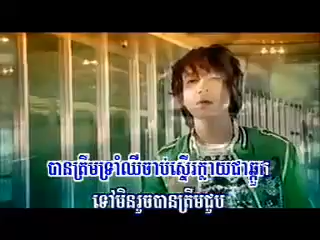 បានត្រឹមទ្រាំឈឺចាប់ស្ទើរក្លាយជាឆ្កួត
ទៅមិនរួចបានត្រឹមជួប